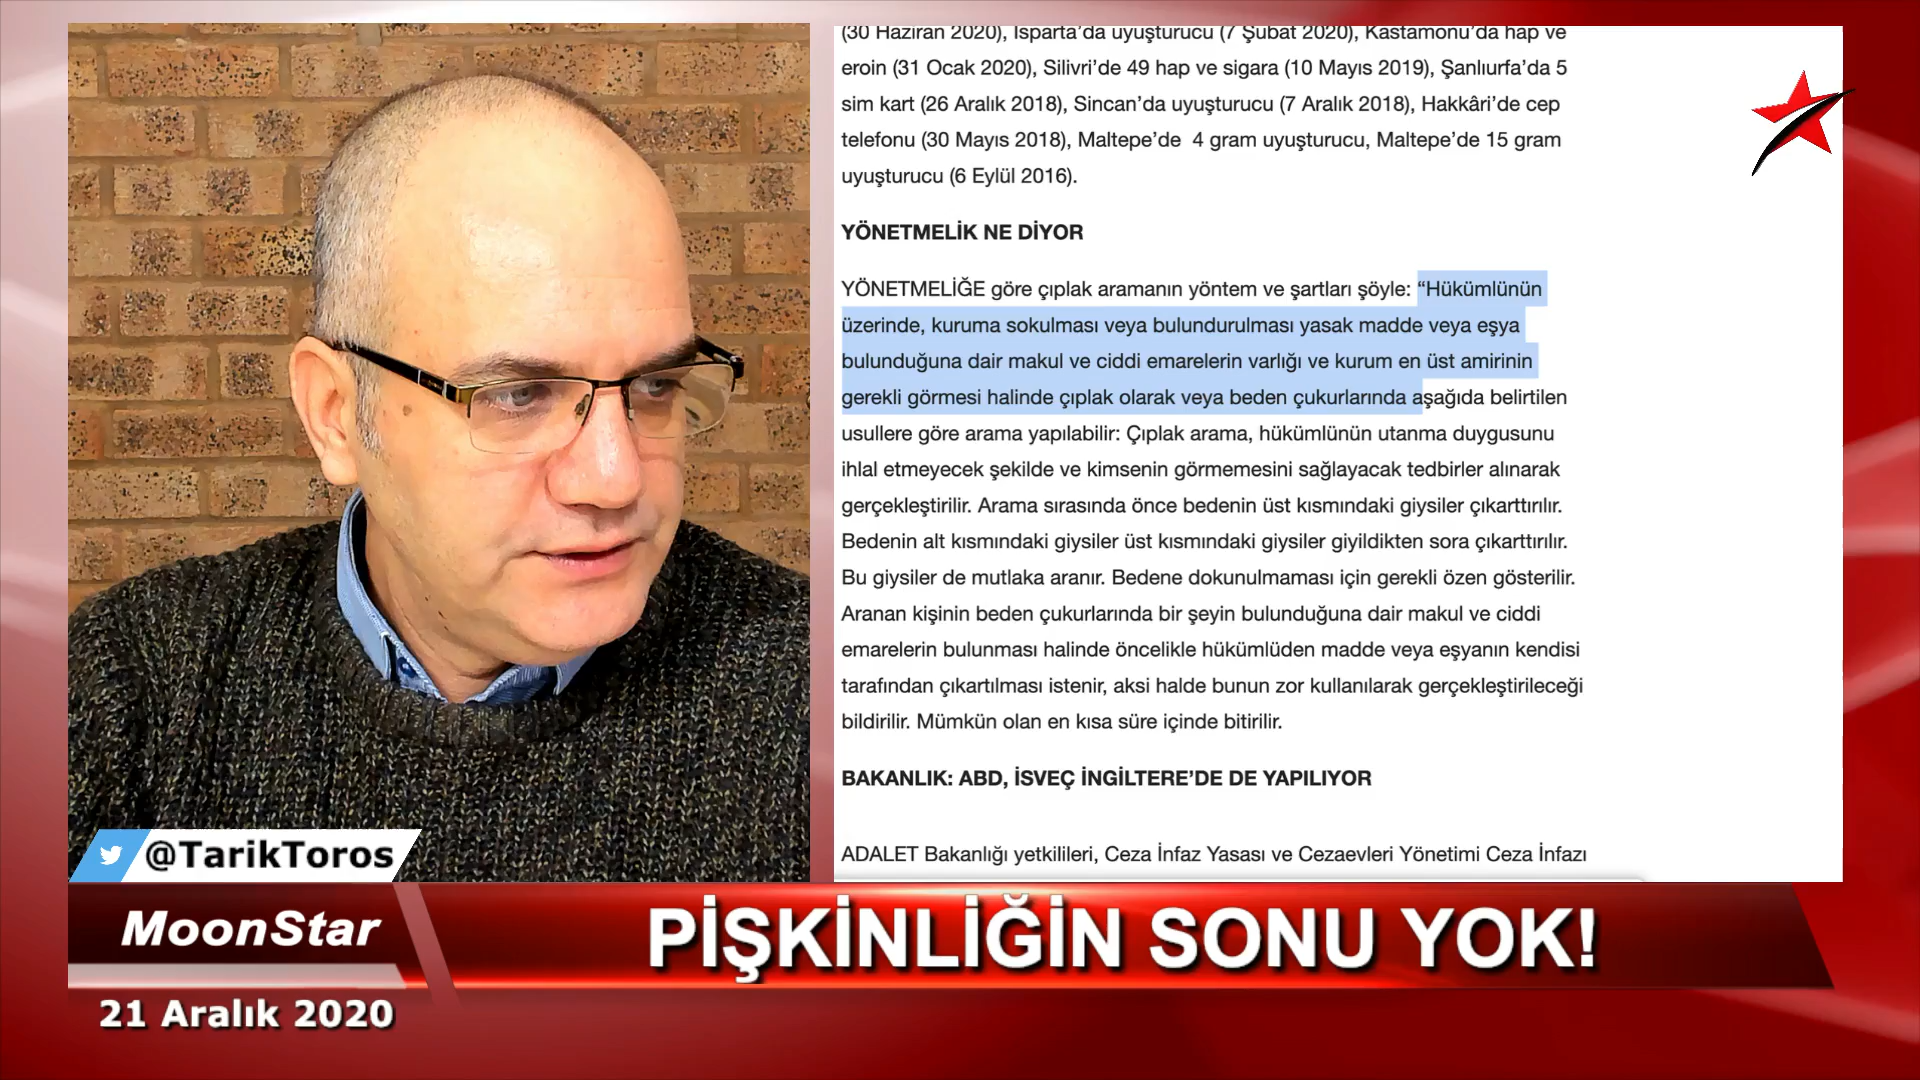 (30 Haziran 2020), Isparta’da uyuşturucu (7 Şubat 2020), Kastamonu’da hap ve
eroin (31 Ocak 2020), Silivri’de 49 hap ve sigara (10 Mayıs 2019), Şanlıurfa’da 5
sim kart (26 Aralık 2018), Sincan’da uyuşturucu (7 Aralık 2018), Hakkâri’de cep
telefonu (30 Mayıs 2018), Maltepe’de 4 gram uyuşturucu, Maltepe’de 15 gram
uyuşturucu (6 Eylül 2016).
YÖNETMELİK NE DİYOR
YÖNETMELİĞE göre çıplak aramanın yöntem ve şartları şöyle: “Hükümlünün
üzerinde, kuruma sokulması veya bulundurulması yasak madde veya eşya
bulunduğuna dair makul ve ciddi emarelerin varlığı ve kurum en üst amirinin
gerekli görmesi halinde çıplak olarak veya beden çukurlarında aşağıda belirtilen
usullere göre arama yapılabilir: Çıplak arama, hükümlünün utanma duygusunu
ihlal etmeyecek şekilde ve kimsenin görmemesini sağlayacak tedbirler alınarak
gerçekleştirilir. Arama sırasında önce bedenin üst kısmındaki giysiler çıkarttırılır.
Bedenin alt kısmındaki giysiler üst kısmındaki giysiler giyildikten sora çıkarttırılır.
Bu giysiler de mutlaka aranır. Bedene dokunulmaması için gerekli özen gösterilir.
Aranan kişinin beden çukurlarında bir şeyin bulunduğuna dair makul ve ciddi
emarelerin bulunması halinde öncelikle hükümlüden madde veya eşyanın kendisi
tarafından çıkartılması istenir, aksi halde bunun zor kullanılarak gerçekleştirileceği
bildirilir. Mümkün olan en kısa süre içinde bitirilir.
BAKANLIK: ABD, İSVEÇ İNGİLTERE’DE DE YAPILIYOR
ADALET Bakanlığı yetkilileri, Ceza İnfaz Yasası ve Cezaevleri Yönetimi Ceza İnfazı
@TarikToros
MoonStar
PİŞKİNLİĞİN SONU YOK!
21 Aralık 2020